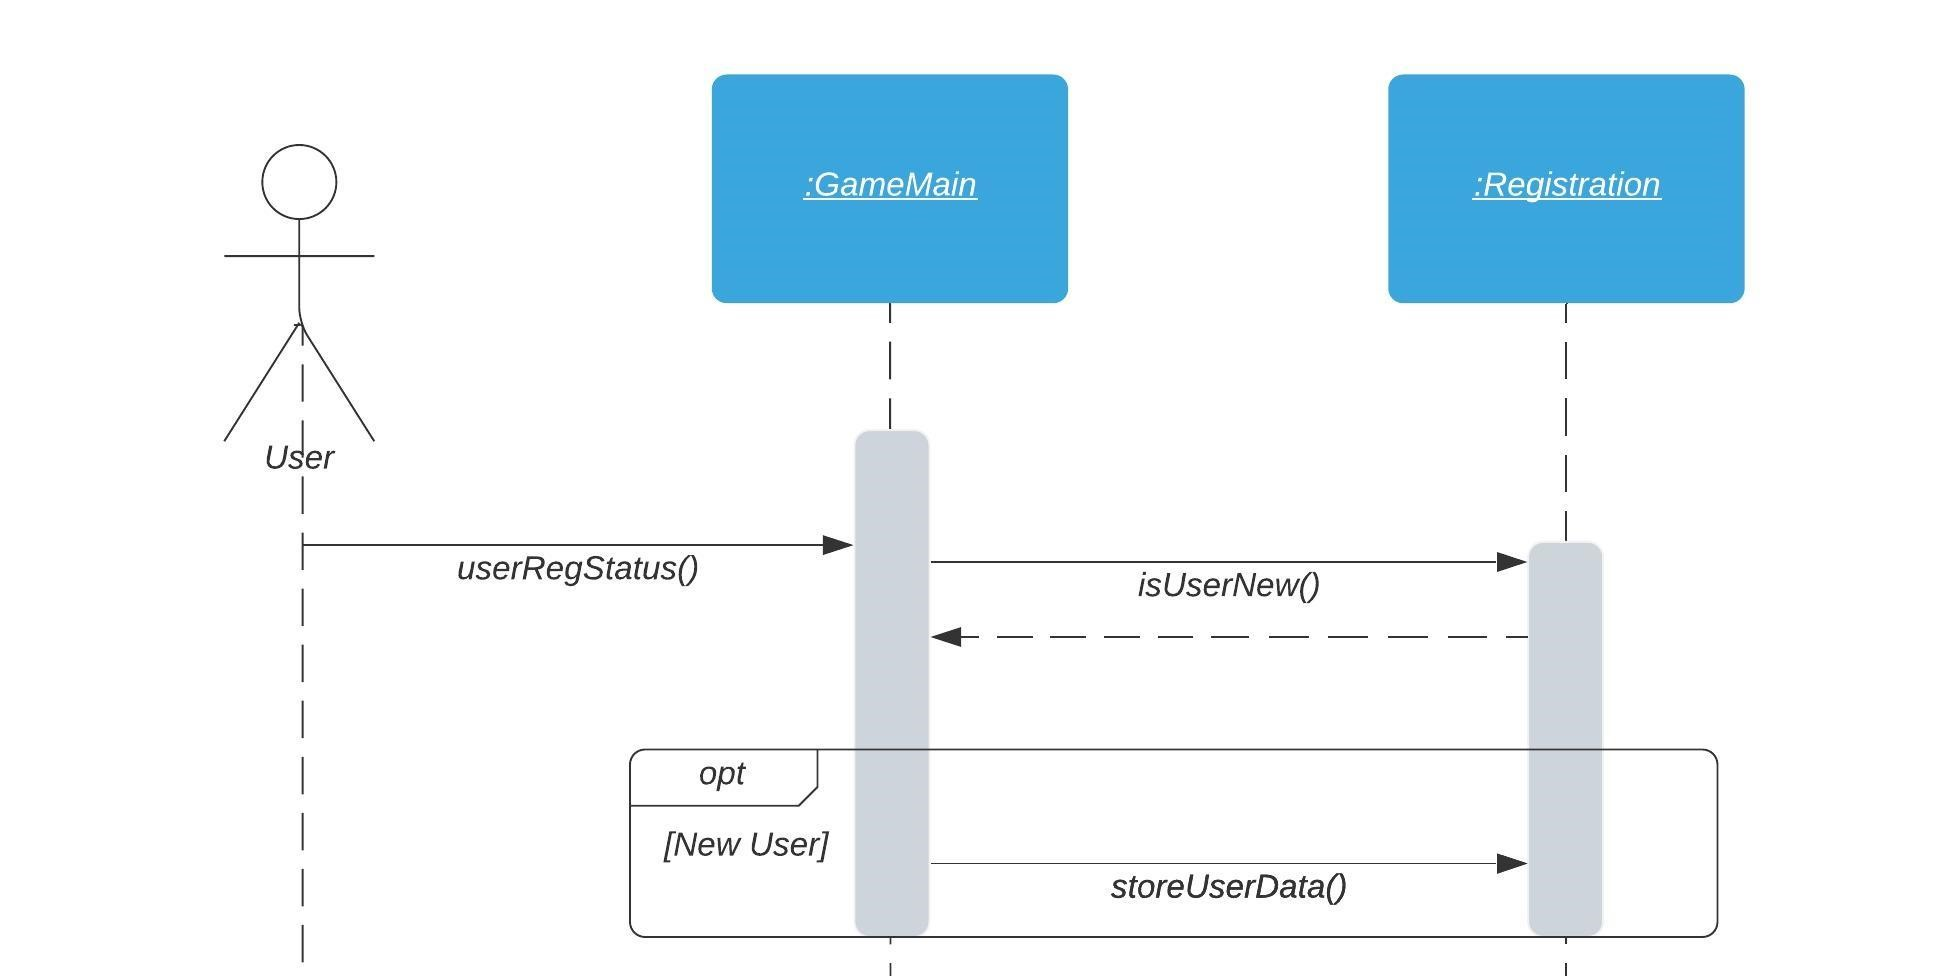 :GameMain
:Registration
User
userRegStatus()
isUserNew()
opt
[New User]
storeUserData()